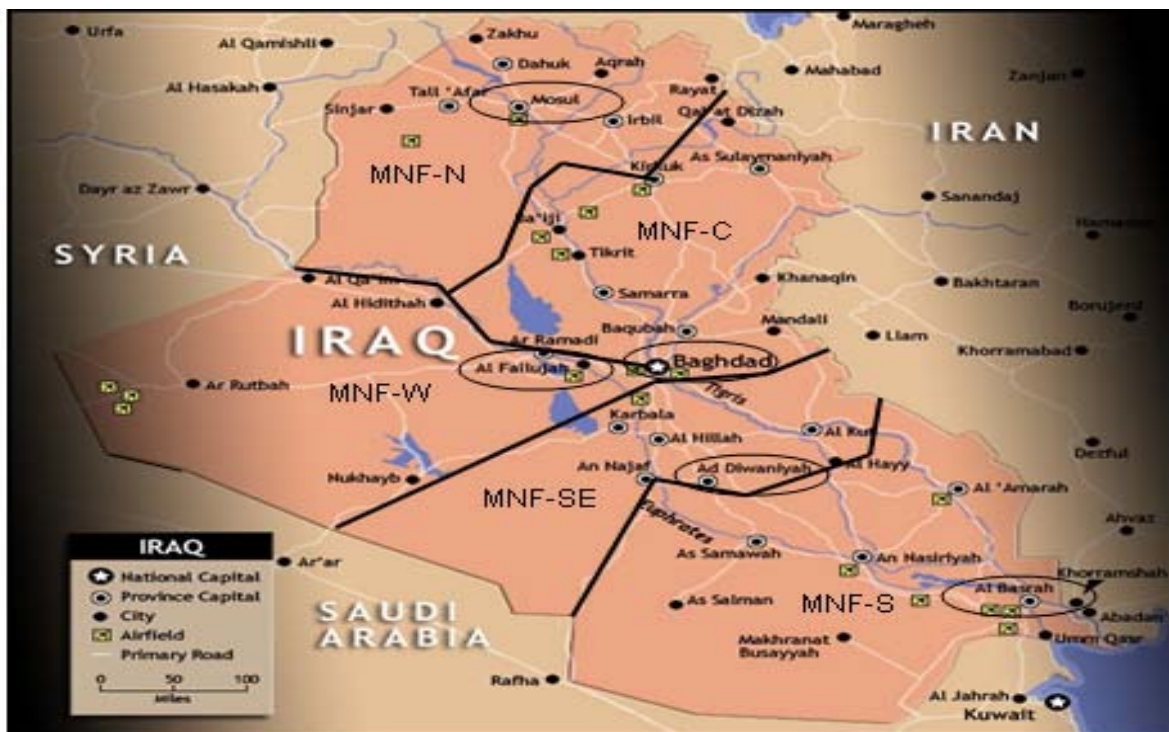 Urfa
Al Qamishli
Zakhu
Maragheh
Dahuk
Aqrah
Mahabad
Zanjan
Al Hasakah
Tall 'Afar
Mosul
Rayat
Sinjar
Irbil
Qal'at Dizah
IRAN
MNF-N
Kirkuk
As Sulaymaniyah
Dayr az Zawr
Sanandaj
Ba'iji
MNF-C
Hamadan
SYRIA
Tikrit
Al Qa'im
Khanaqin
Bakhtaran
Al Hidithah
Samarra
Borujerd
IRAQ
Baqubah
Mandali
Ilam
Ar Ramadi
Khorramabad
Al Fallujah
Baghdad
Ar Rutbah
MNF-W
Tigris
Karbala
Al Hillah
Al Kut
Dezful
Nukhayb
An Najaf
Ad Diwaniyah
Al Hayy
MNF-SE
Al 'Amarah
Euphrates
Ahvaz
As Samawah
An Nasiriyah
Khorramshah
Ar'ar
Al Basrah
SAUDI
ARABIA
As Salman
MNF-S
Abadan
Makhranat
Busayyah
Umm Qasr
Rafha
Al Jahrah
Kuwait
IRAQ
National Capital
Province Capital
City
Airfield
Primary Road
0 50 100
Miles